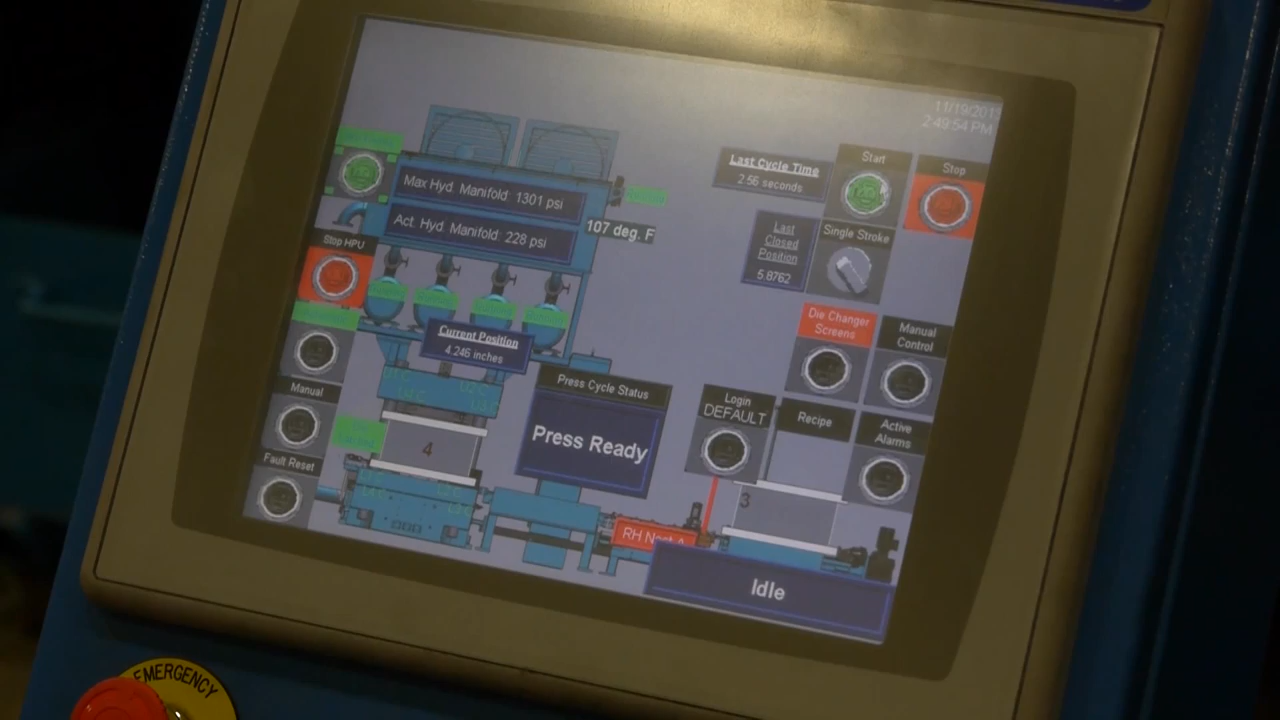 11/19/201
2:49:54 PM
Last Cycle Time
2.56 seconds
Start
Stop
Max Hyd. Manifold: 1301 psi
Act. Hyd. Manifold: 228 psi
107 deg. F
Last
Closed
Position
5.8762
Single Stroke
Stop HPU
Current Position
4.246 inches
Die Changer
Screens
Manual
Control
Press Cycle Status
Press Ready
Login
DEFAULT
Recipe
Active
Alarms
Manual
4
Fault Reset
3
RH Nest A
Idle
EMERGENCY